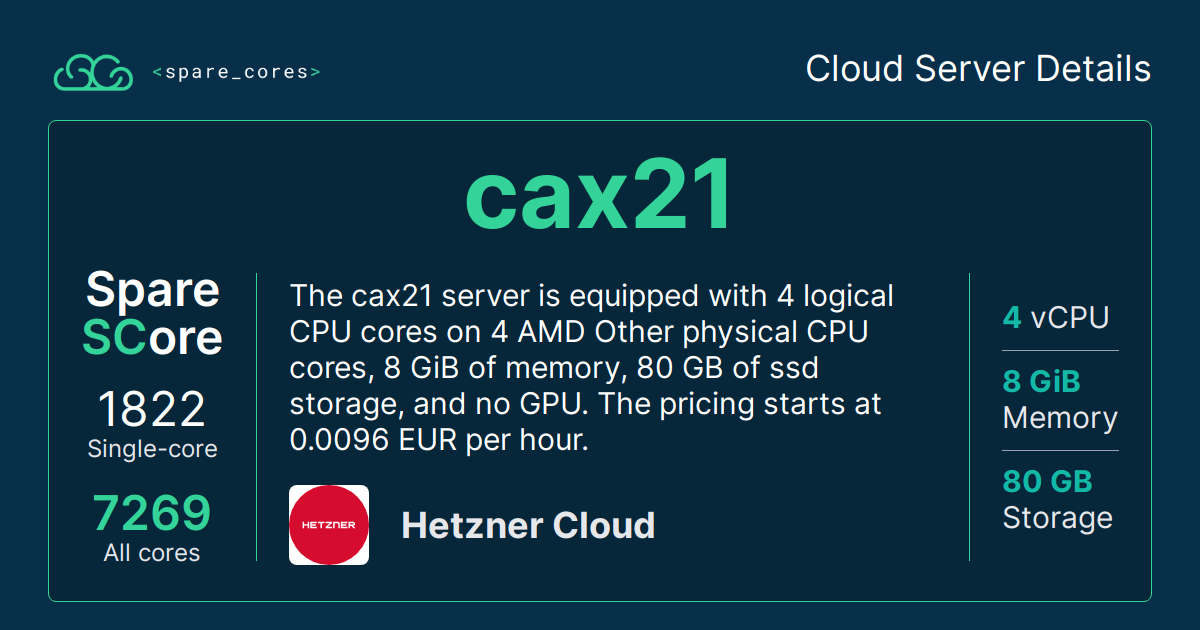 <spare_cores>
Cloud Server Details
cax21
Spare
SCore
1822
Single-core
7269
All cores
The cax21 server is equipped with 4 logical
CPU cores on 4 AMD Other physical CPU
cores, 8 GiB of memory, 80 GB of ssd
storage, and no GPU. The pricing starts at
0.0096 EUR per hour.
HETZNER
Hetzner Cloud
4 vCPU
8 GiB
Memory
80 GB
Storage